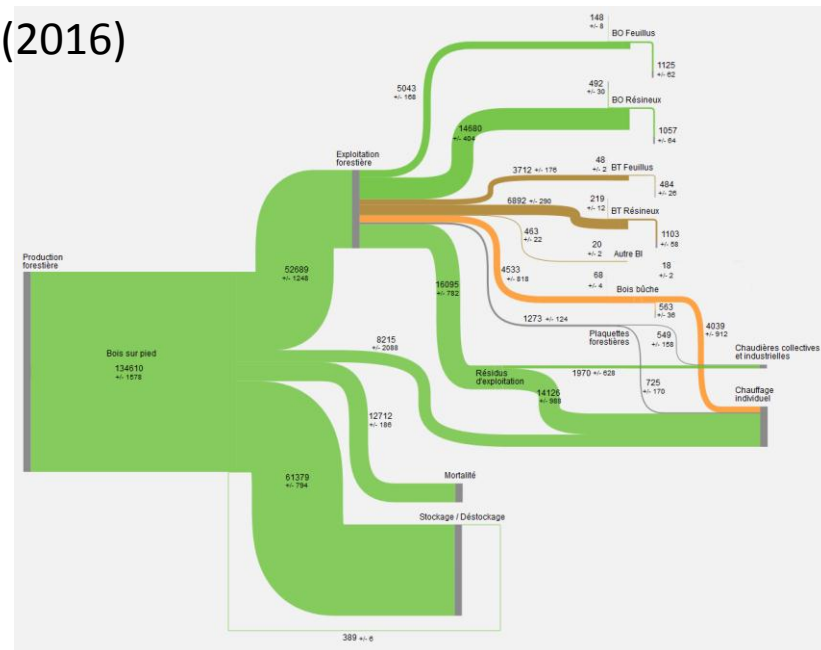 (2016)
148
+/- 8
BO Feuillus
5043
+/- 168
1125
+/- 62
492
+/- 30
BO Résineux
14680
+/- 404
1057
+/- 64
Exploitation
forestière
3712 +/- 176
48
+/- 2
BT Feuillus
484
+/- 26
6892 +/- 290
219
+/- 12
BT Résineux
463
+/- 22
1103
+/- 58
20
+/- 2
Autre BI
18
+/- 2
Production
forestière
52689
+/- 1248
16095
+/- 782
4533
+/- 818
68
+/- 4
Bois bûche
563
+/- 36
1273 +/- 124
Plaquettes
forestières
549
+/- 158
4039
+/- 912
Bois sur pied
134610
+/- 1578
8215
+/- 2088
Chaudières collectives
et industrielles
Résidus
d'exploitation
1970 +/- 628
14126
+/- 988
725
+/- 170
Chauffage
individuel
12712
+/- 186
61379
+/- 794
Mortalité
Stockage / Déstockage
389 +/- 6